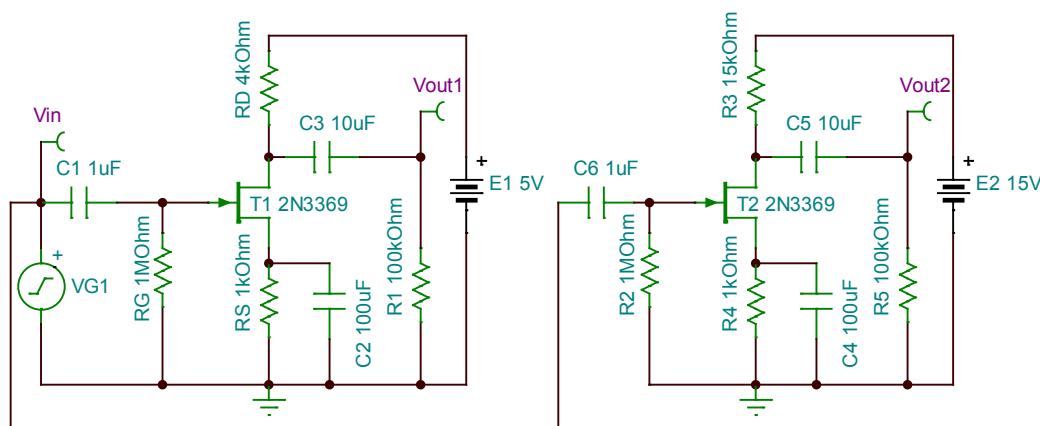 Vin
C1 1uF
VG1
+
RG 1MOhm
RD 4kOhm
C3 10uF
Vout1
T1 2N3369
RS 1kOhm
C2 100uF
R1 100kOhm
+
E1 5V
C6 1uF
R2 1MOhm
R3 15kOhm
C5 10uF
Vout2
T2 2N3369
R4 1kOhm
C4 100uF
R5 100kOhm
+
E2 15V